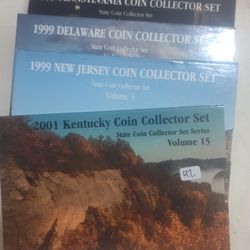 PENNSYLVANIA COIN COLLECTOR SET
State Coin Collector Set
1999 DELAWARE COIN COLLECTOR SET
State Coin Collector Set
1999 NEW JERSEY COIN COLLECTOR SET
State Coin Collector Set
Volume 3
2001 Kentucky Coin Collector Set
State Coin Collector Set Series
Volume 15